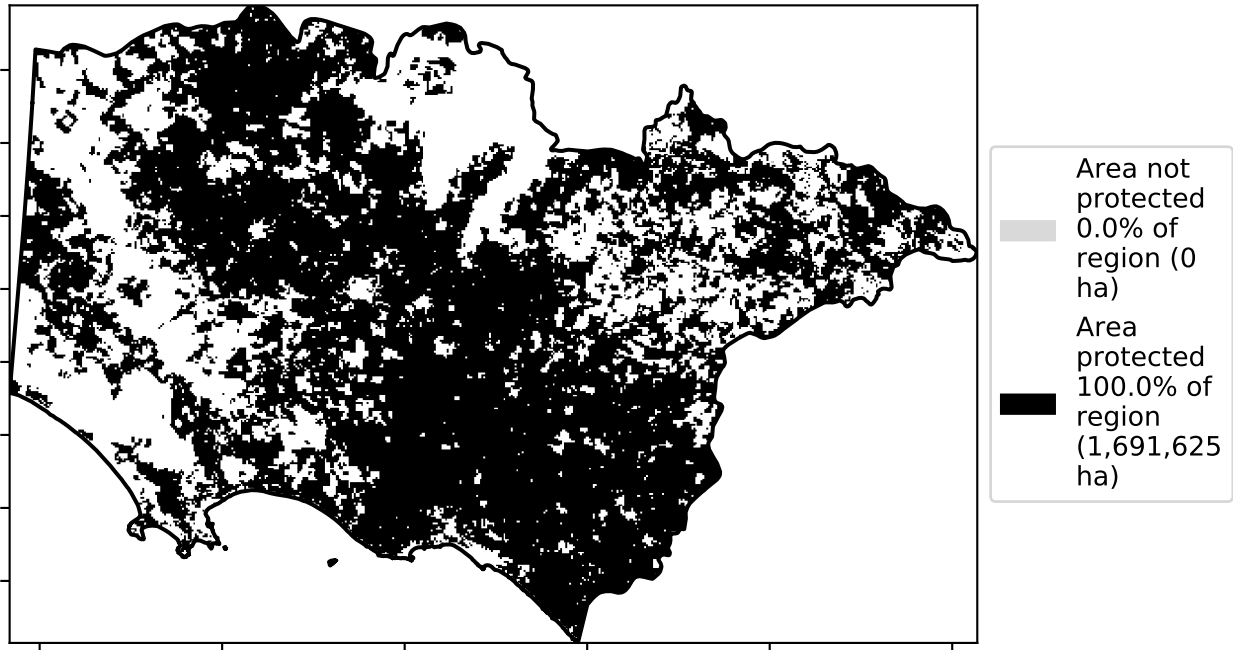 Area not
protected
0.0% of
region (0
ha)
Area
protected
100.0% of
region
(1,691,625
ha)